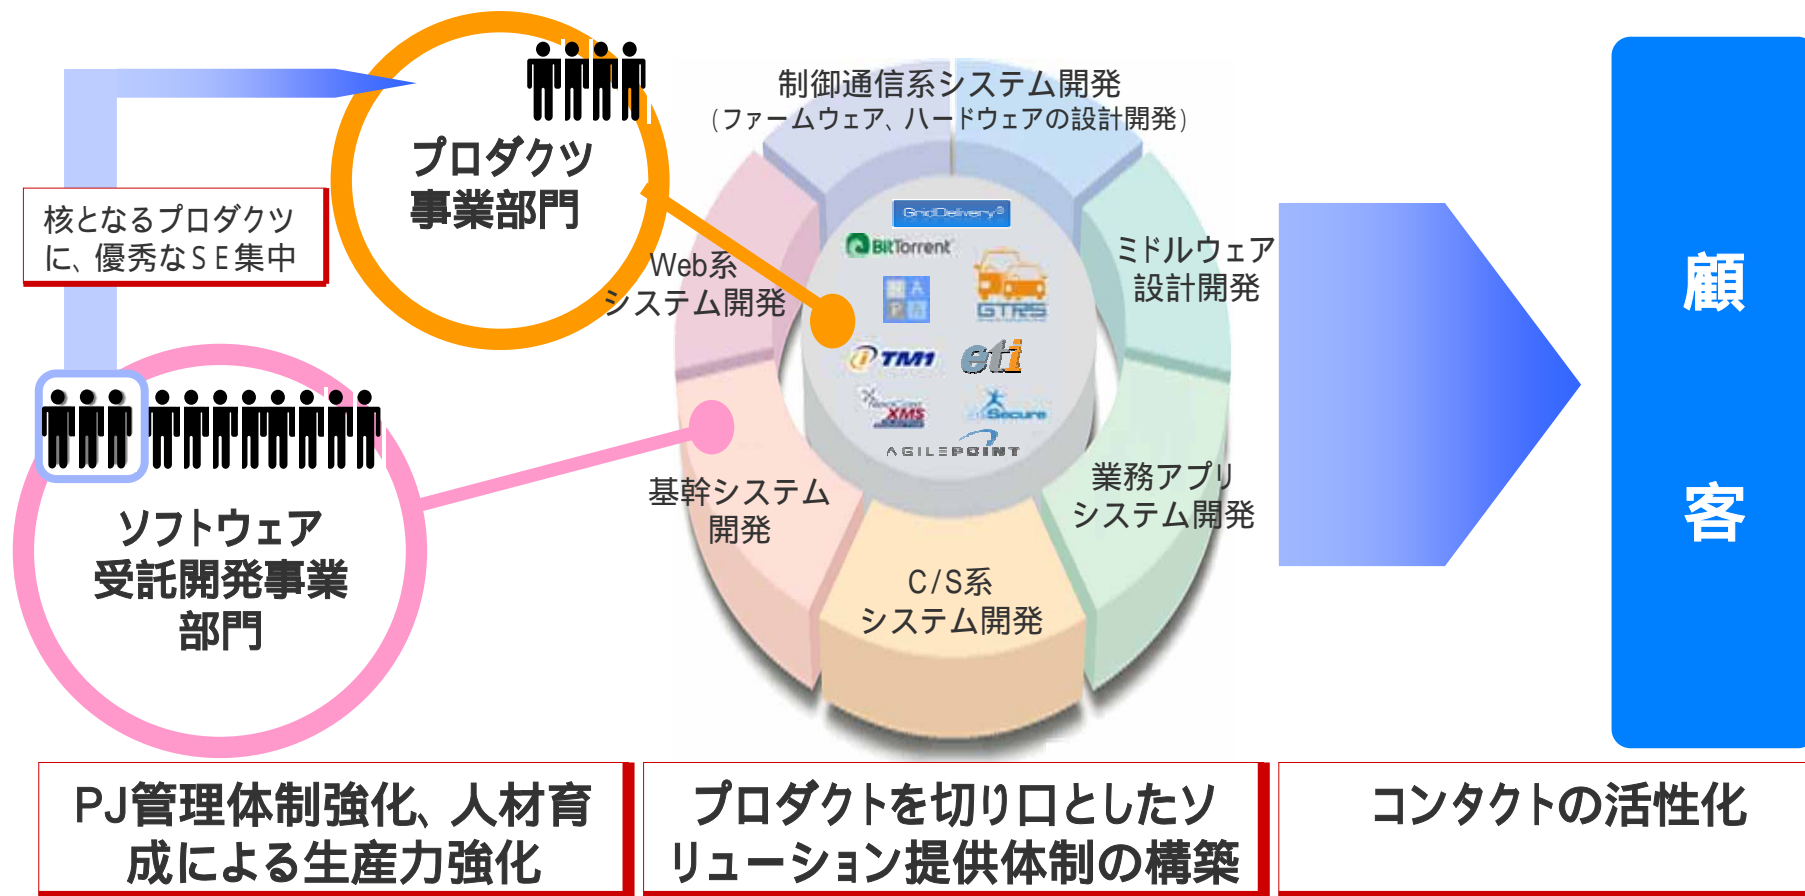 プロダクツ
事業部門
核となるプロダクツ
に、優秀なSE集中
ソフトウェア
受託開発事業
部門
制御通信系システム開発
(ファームウェア、ハードウェアの設計開発)
Web系
システム開発
ミドルウェア
設計開発
基幹システム
開発
業務アプリ
システム開発
C/S系
システム開発
GridDelivery®
BitTorrent
GTRS
TM1
eti
XMS
Secure
AGILEPOINT
顧
客
PJ管理体制強化、人材育
成による生産力強化
プロダクトを切り口としたソ
リューション提供体制の構築
コンタクトの活性化